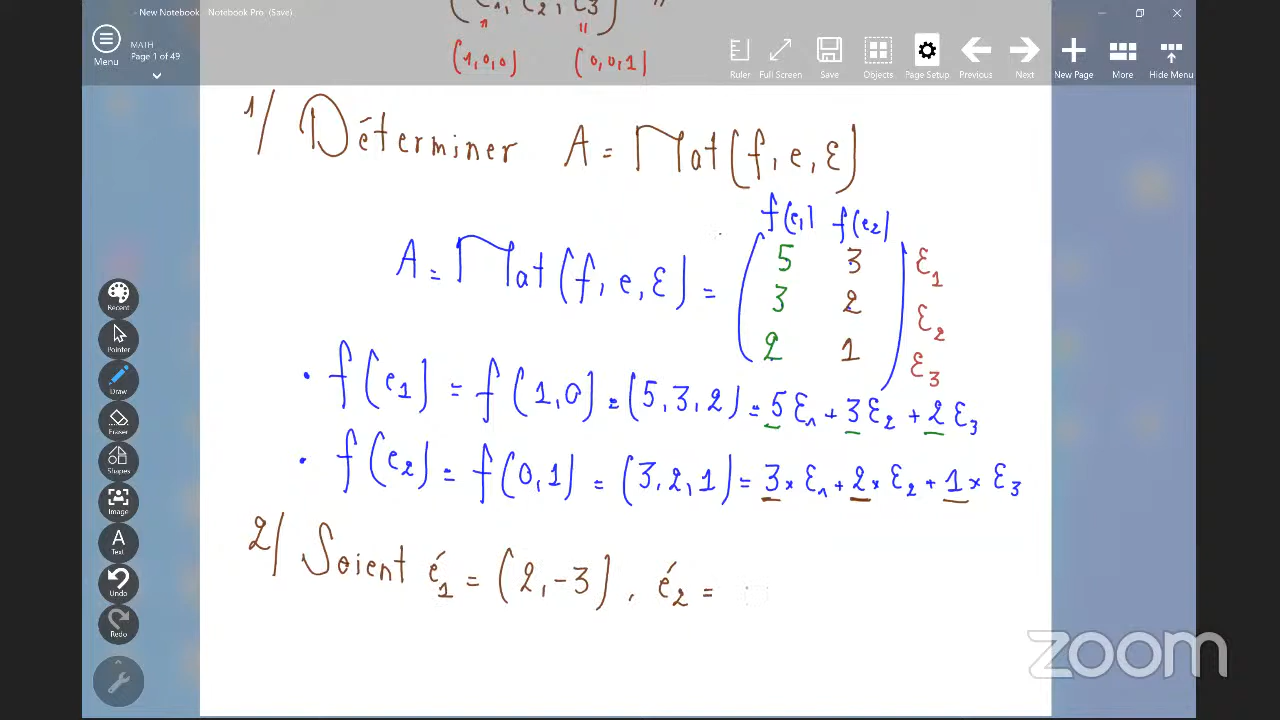 - New Notebook - Notebook Pro. (Save).
Menu
MATH
Page 1 of 49
Ruler Full Screen Save Objects Page Setup Previous Next New Page More Hide Menu
(1,0,0) (0,0,1)
1/ Déterminer A = Mat(f, e, ε)
f(e1) f(e2)
5 3 ε1
A = Mat(f, e, ε) = 3 2 ε2
2 1 ε3
• f(e1) = f(1,0) = (5,3,2) = 5ε1 + 3ε2 + 2ε3
• f(e2) = f(0,1) = (3,2,1) = 3×ε1 + 2×ε2 + 1×ε3
2/ Soient é1 = (2,-3), é2 =
Recent
Pointer
Draw
Eraser
Shapes
Image
A
Text
Undo
Redo
zoom